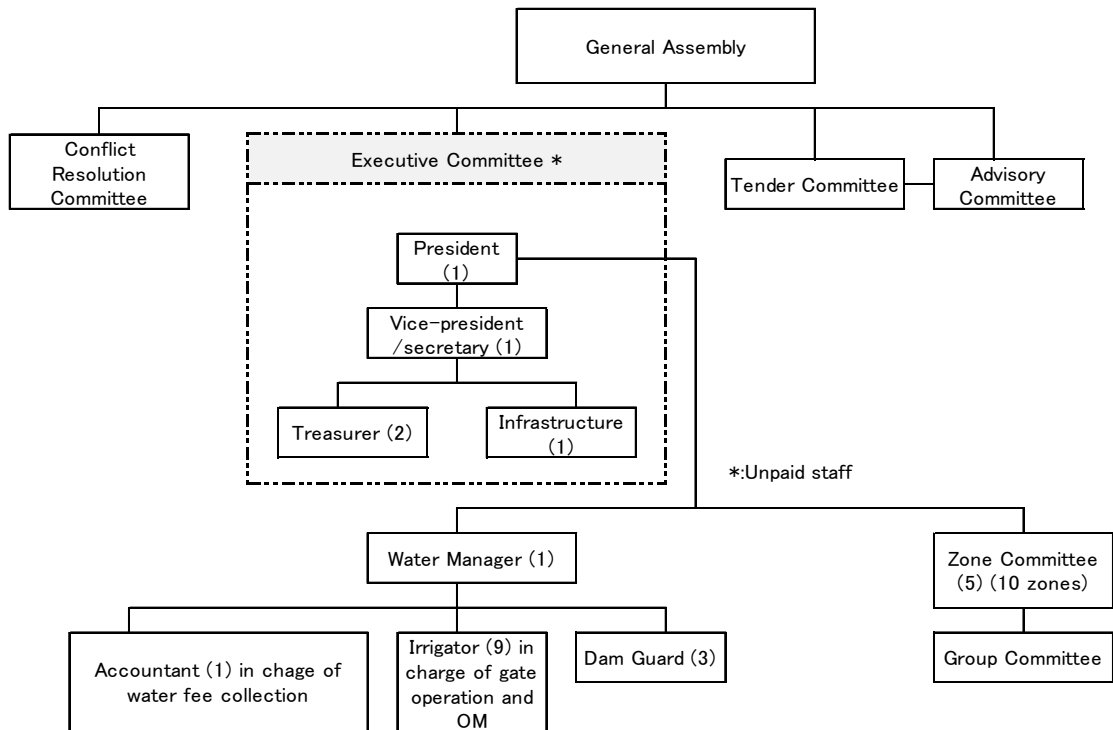 General Assembly
Conflict
Resolution
Committee
Executive Committee *
Tender Committee
Advisory
Committee
President
(1)
Vice-president
/secretary (1)
Treasurer (2)
Infrastructure
(1)
*:Unpaid staff
Water Manager (1)
Zone Committee
(5) (10 zones)
Accountant (1) in chage of
water fee collection
Irrigator (9) in
charge of gate
operation and
OM
Dam Guard (3)
Group Committee